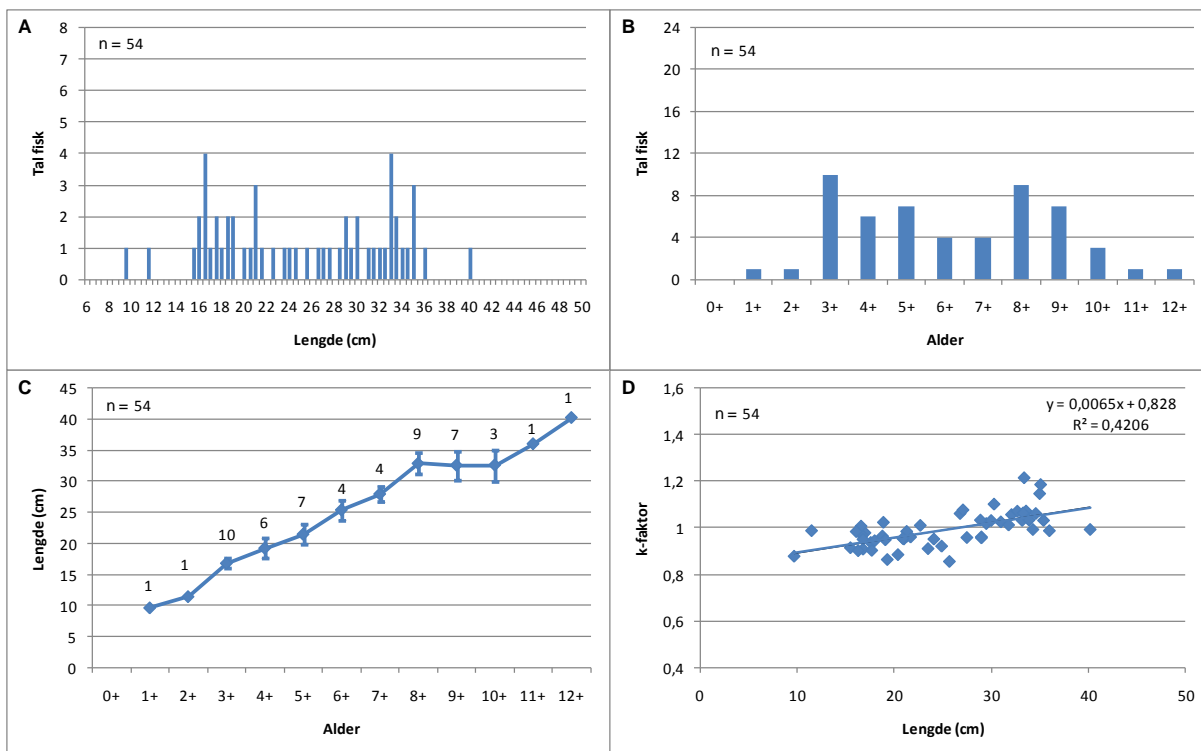 A
n = 54
8
7
6
5
4
3
2
1
0
Tal fisk
6 8 10 12 14 16 18 20 22 24 26 28 30 32 34 36 38 40 42 44 46 48 50
Lengde (cm)
B
n = 54
24
20
16
12
8
4
0
Tal fisk
0+ 1+ 2+ 3+ 4+ 5+ 6+ 7+ 8+ 9+ 10+ 11+ 12+
Alder
C
n = 54
45
40
35
30
25
20
15
10
5
0
Lengde (cm)
1 1 10 6 7 4 4 9 7 3 1 1
0+ 1+ 2+ 3+ 4+ 5+ 6+ 7+ 8+ 9+ 10+ 11+ 12+
Alder
D
n = 54
y = 0,0065x + 0,828
R² = 0,4206
1,6
1,4
1,2
1
0,8
0,6
0,4
k-faktor
0 10 20 30 40 50
Lengde (cm)